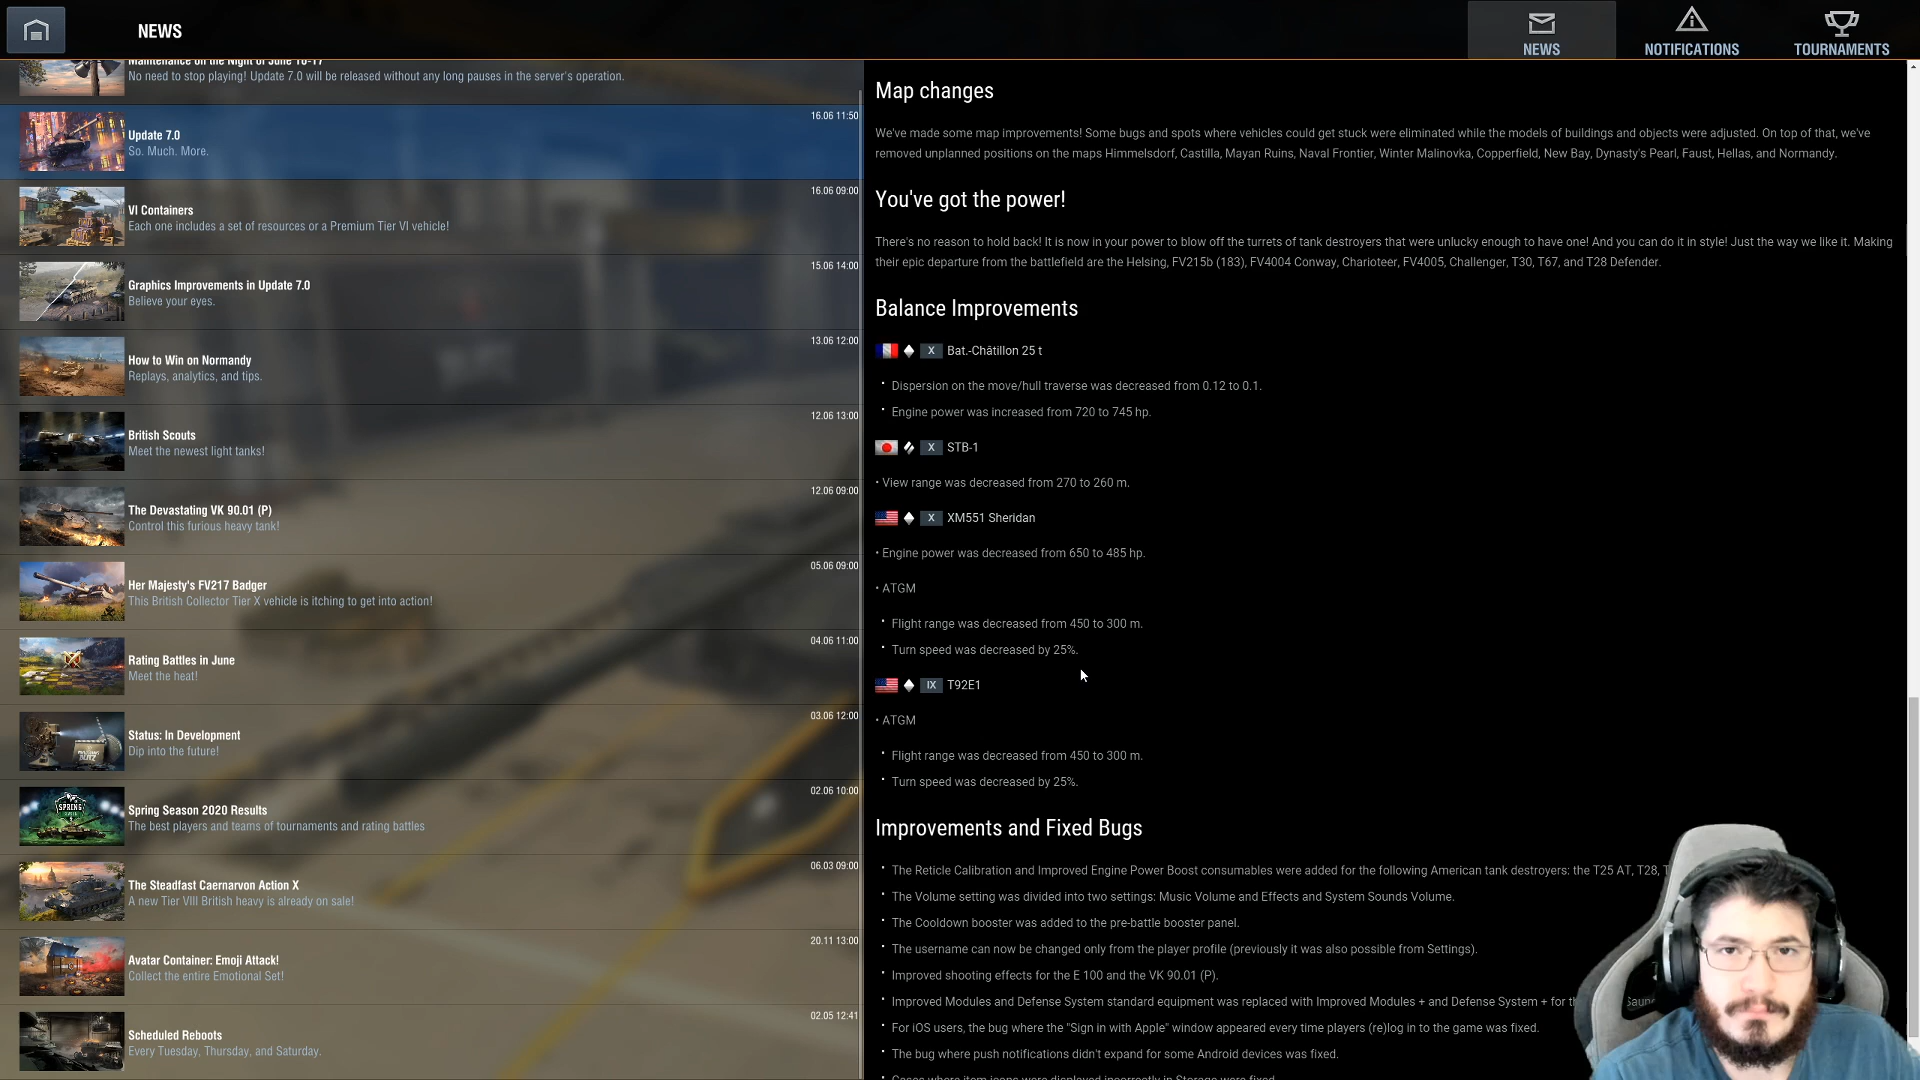 NEWS
NEWS
NOTIFICATIONS
TOURNAMENTS
Maintenance on the Night of June 16-17
No need to stop playing! Update 7.0 will be released without any long pauses in the server's operation.
16.06 11:50
Update 7.0
So. Much. More.
16.06 09:00
VI Containers
Each one includes a set of resources or a Premium Tier VI vehicle!
15.06 14:00
Graphics Improvements in Update 7.0
Believe your eyes.
13.06 12:00
How to Win on Normandy
Replays, analytics, and tips.
12.06 13:00
British Scouts
Meet the newest light tanks!
12.06 09:00
The Devastating VK 90.01 (P)
Control this furious heavy tank!
05.06 09:00
Her Majesty's FV217 Badger
This British Collector Tier X vehicle is itching to get into action!
04.06 11:00
Rating Battles in June
Meet the heat!
03.06 12:00
Status: In Development
Dip into the future!
02.06 10:00
Spring Season 2020 Results
The best players and teams of tournaments and rating battles
06.03 09:00
The Steadfast Caernarvon Action X
A new Tier VIII British heavy is already on sale!
20.11 13:00
Avatar Container: Emoji Attack!
Collect the entire Emotional Set!
02.05 12:41
Scheduled Reboots
Every Tuesday, Thursday, and Saturday.
Map changes
We've made some map improvements! Some bugs and spots where vehicles could get stuck were eliminated while the models of buildings and objects were adjusted. On top of that, we've
removed unplanned positions on the maps Himmelsdorf, Castilla, Mayan Ruins, Naval Frontier, Winter Malinovka, Copperfield, New Bay, Dynasty's Pearl, Faust, Hellas, and Normandy.
You've got the power!
There's no reason to hold back! It is now in your power to blow off the turrets of tank destroyers that were unlucky enough to have one! And you can do it in style! Just the way we like it. Making
their epic departure from the battlefield are the Helsing, FV215b (183), FV4004 Conway, Charioteer, FV4005, Challenger, T30, T67, and T28 Defender.
Balance Improvements
X Bat.-Châtillon 25 t
• Dispersion on the move/hull traverse was decreased from 0.12 to 0.1.
• Engine power was increased from 720 to 745 hp.
X STB-1
• View range was decreased from 270 to 260 m.
X XM551 Sheridan
• Engine power was decreased from 650 to 485 hp.
• ATGM
• Flight range was decreased from 450 to 300 m.
• Turn speed was decreased by 25%.
IX T92E1
• ATGM
• Flight range was decreased from 450 to 300 m.
• Turn speed was decreased by 25%.
Improvements and Fixed Bugs
• The Reticle Calibration and Improved Engine Power Boost consumables were added for the following American tank destroyers: the T25 AT, T28,
• The Volume setting was divided into two settings: Music Volume and Effects and System Sounds Volume.
• The Cooldown booster was added to the pre-battle booster panel.
• The username can now be changed only from the player profile (previously it was also possible from Settings).
• Improved shooting effects for the E 100 and the VK 90.01 (P).
• Improved Modules and Defense System standard equipment was replaced with Improved Modules + and Defense System + for
• For iOS users, the bug where the "Sign in with Apple" window appeared every time players (re)log in to the game was fixed.
• The bug where push notifications didn't expand for some Android devices was fixed.
• Cases where item icons were displayed incorrectly in Storage were fixed.